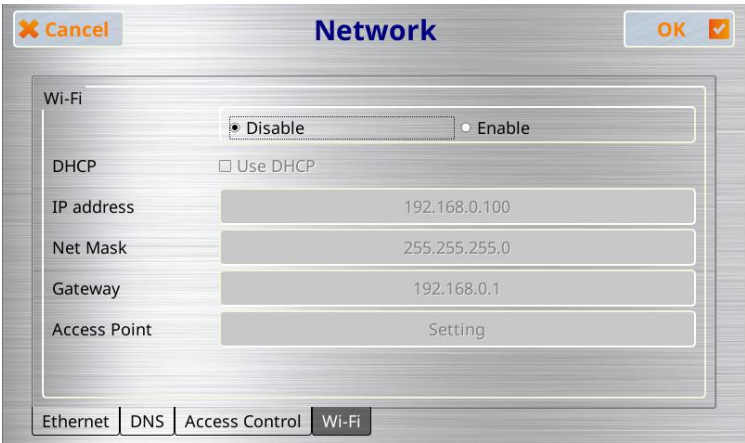 Cancel Network OK
Wi-Fi
Disable Enable
DHCP Use DHCP
IP address 192.168.0.100
Net Mask 255.255.255.0
Gateway 192.168.0.1
Access Point Setting
Ethernet DNS Access Control Wi-Fi